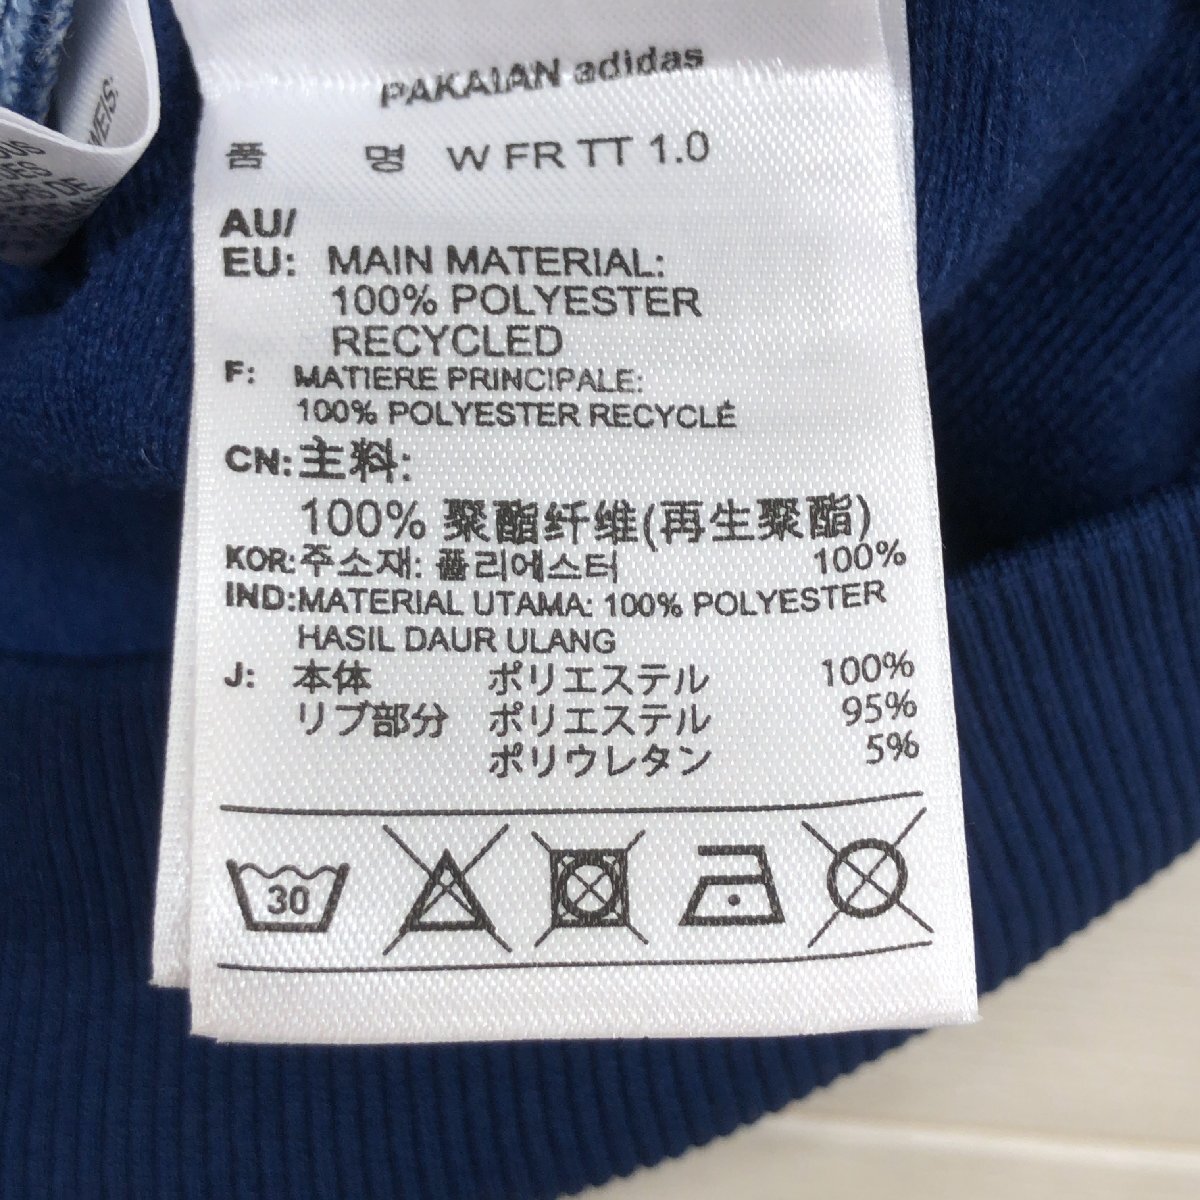 PAKAIAN adidas
품 명 W FR TT 1.0
AU/
EU: MAIN MATERIAL:
100% POLYESTER
RECYCLED
F: MATIERE PRINCIPALE:
100% POLYESTER RECYCLÉ
CN: 主料:
100% 聚酯纤维(再生聚酯)
KOR: 주소재: 폴리에스터 100%
IND: MATERIAL UTAMA: 100% POLYESTER
HASIL DAUR ULANG
J: 本体 ポリエステル 100%
リブ部分 ポリエステル 95%
ポリウレタン 5%
30